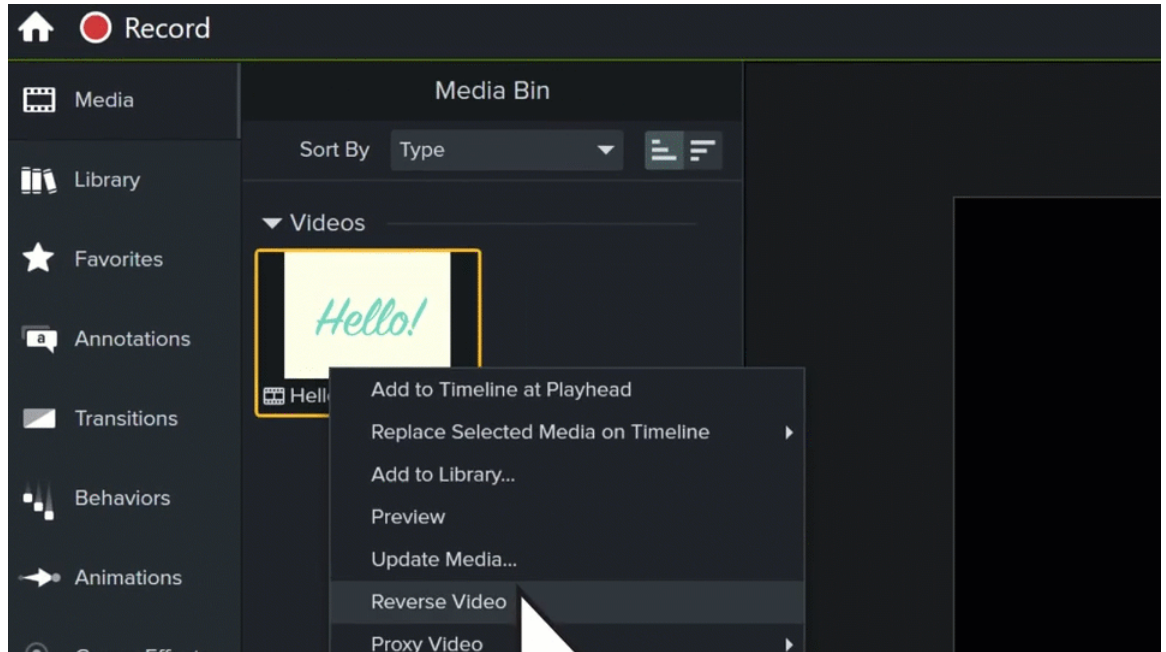 Record
Media
Library
Favorites
Annotations
a
Transitions
Behaviors
Animations
Media Bin
Sort By
Type
Videos
Hello!
Add to Timeline at Playhead
Replace Selected Media on Timeline
Add to Library...
Preview
Update Media...
Reverse Video
Proxy Video